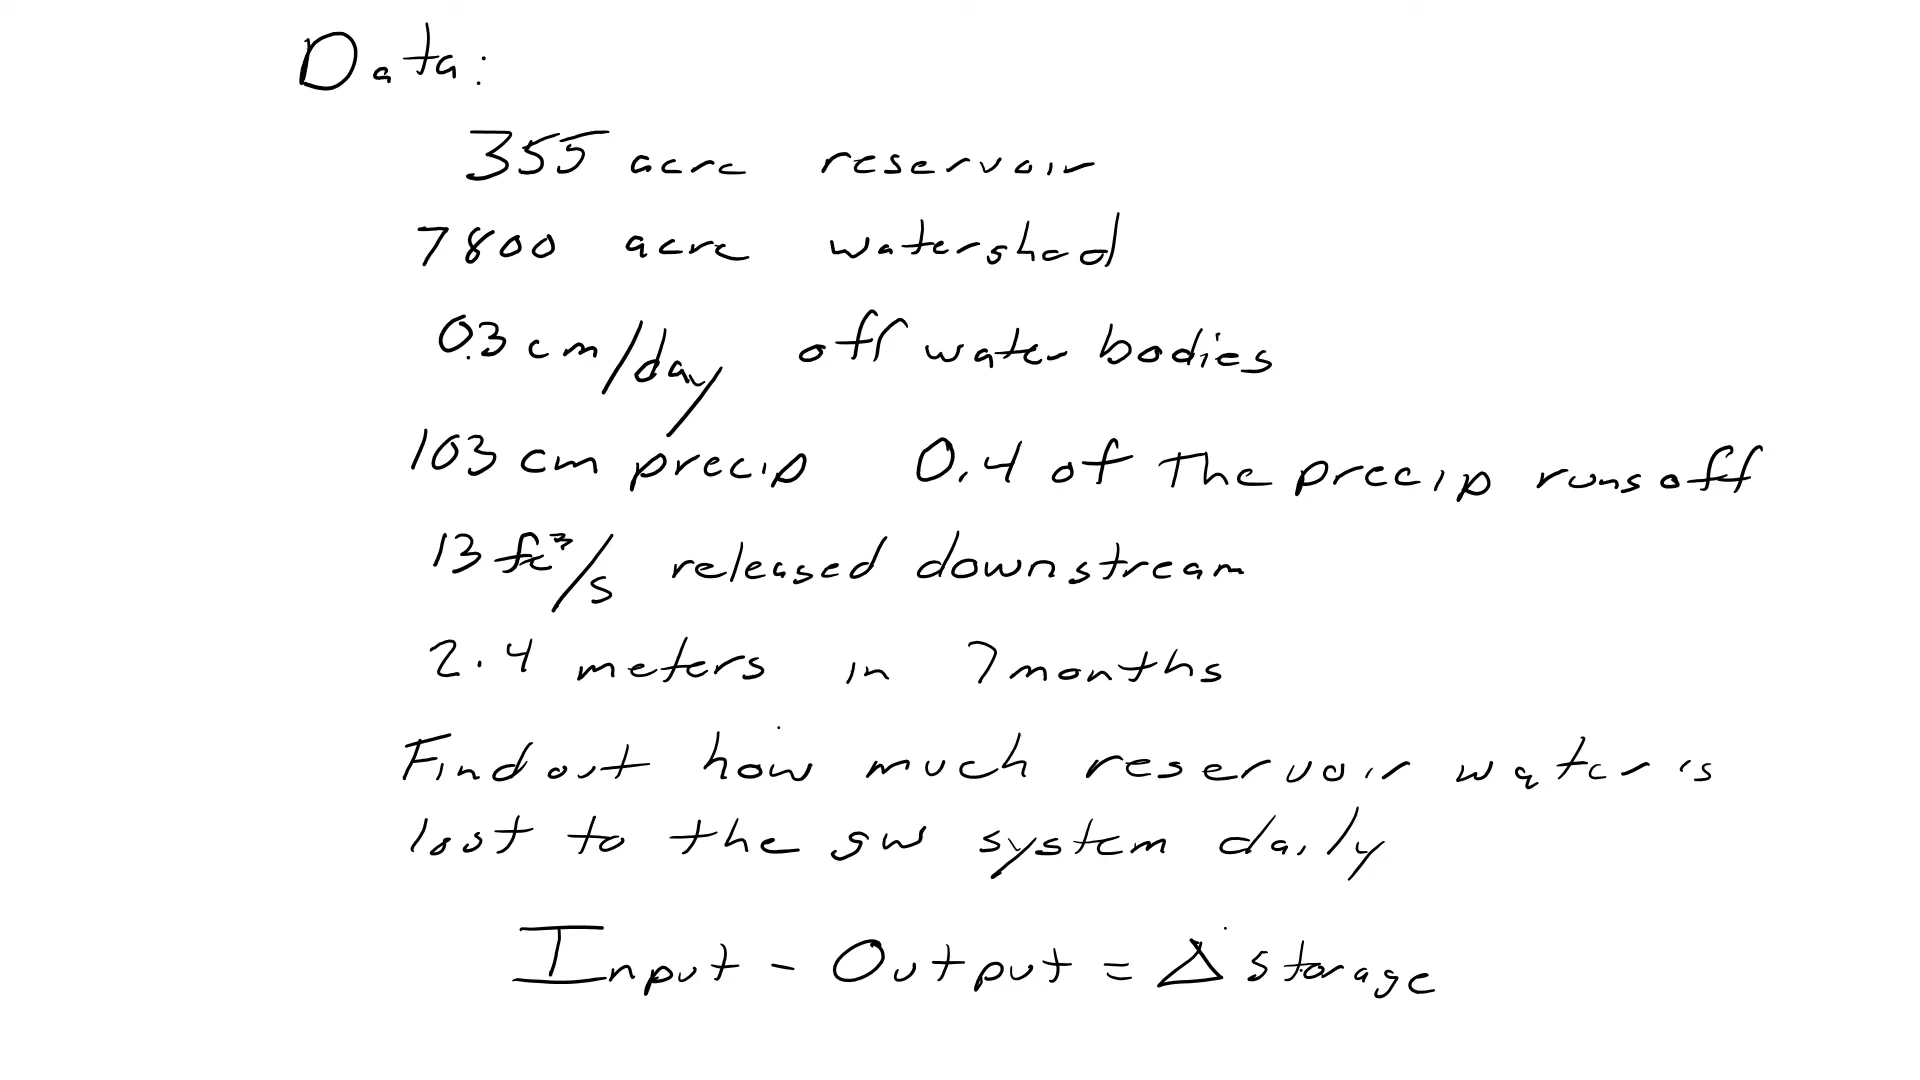 Data:
355 acre reservoir
7800 acre watershed
0.3 cm/day off water bodies
103 cm precip 0.4 of the precip runs off
13 ft³/s released downstream
2.4 meters in 7 months
Find out how much reservoir water is
lost to the gw system daily
Input - Output = Δ storage